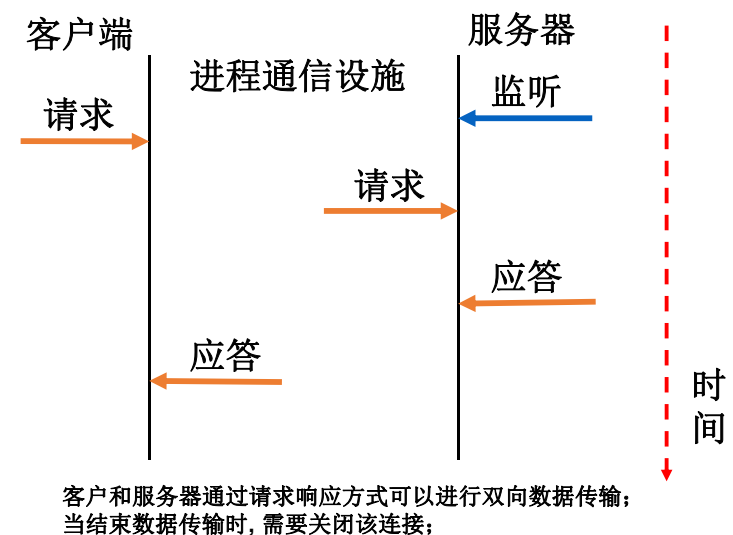 客户端
服务器
进程通信设施
监听
请求
请求
应答
应答
时
间
客户和服务器通过请求响应方式可以进行双向数据传输；
当结束数据传输时, 需要关闭该连接；